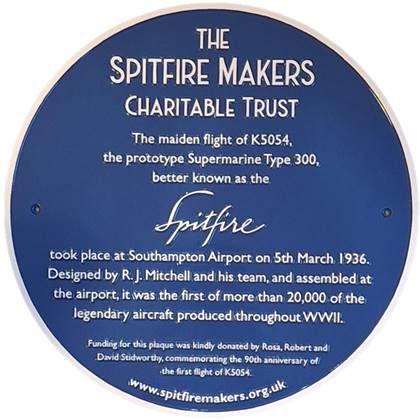 THE
SPITFIRE MAKERS
CHARITABLE TRUST
The maiden flight of K5054,
the prototype Supermarine Type 300,
better known as the
Spitfire
took place at Southampton Airport on 5th March 1936.
Designed by R. J. Mitchell and his team, and assembled at
the airport, it was the first of more than 20,000 of the
legendary aircraft produced throughout WWII.
Funding for this plaque was kindly donated by Rosa, Robert and
David Stidworthy, commemorating the 90th anniversary of
the first flight of K5054.
www.spitfiremakers.org.uk